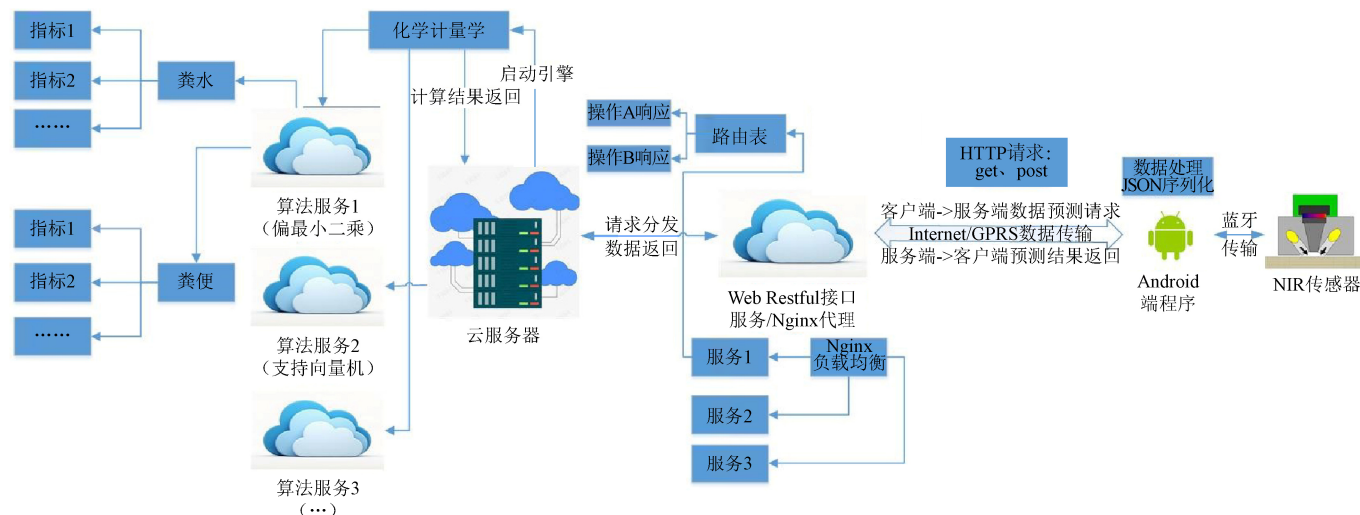 指标1
指标2
……
粪水
化学计量学
启动引擎
计算结果返回
算法服务1
（偏最小二乘）
指标1
指标2
……
粪便
算法服务2
（支持向量机）
算法服务3
（…）
云服务器
请求分发
数据返回
操作A响应
操作B响应
路由表
Web Restful接口
服务/Nginx代理
服务1
服务2
服务3
Nginx
负载均衡
HTTP请求：
get、post
客户端->服务端数据预测请求
Internet/GPRS数据传输
服务端->客户端预测结果返回
数据处理
JSON序列化
Android
端程序
蓝牙
传输
NIR传感器